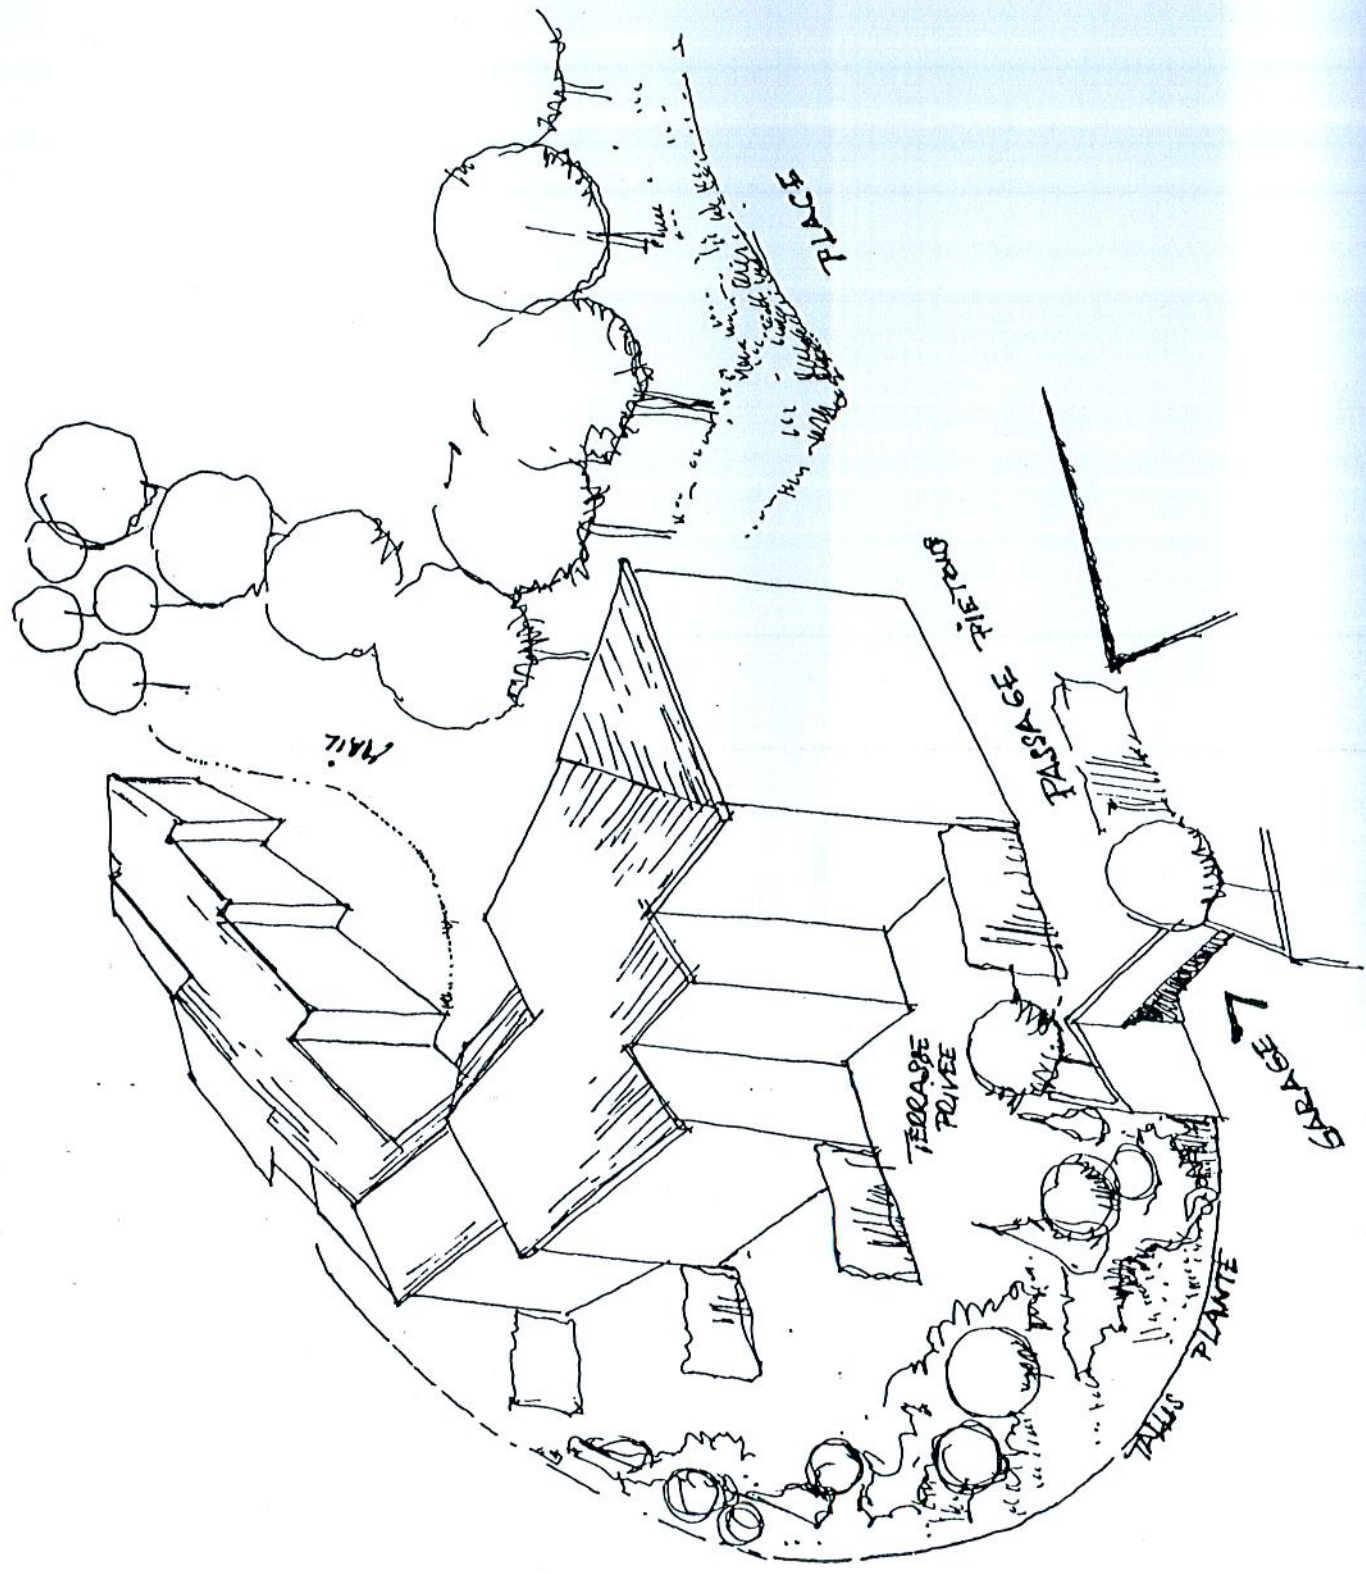 PLACE
MAIL
PASSAGE PIETONS
TERRASSE
PRIVEE
GARAGE
TALUS PLANTE